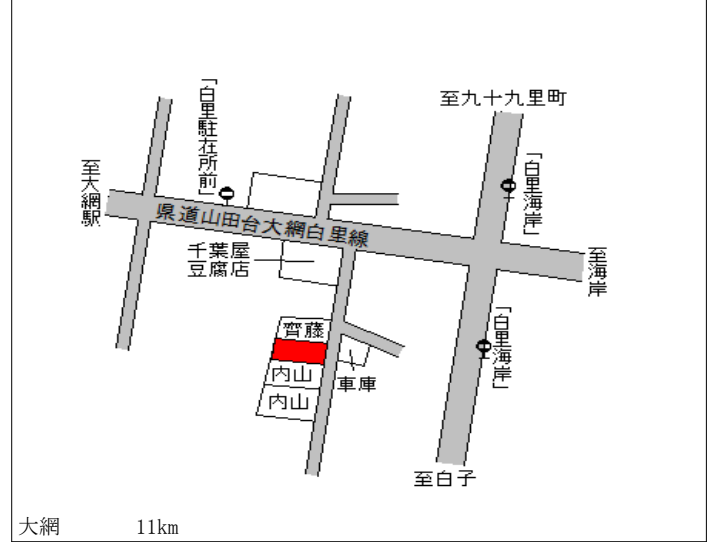 至九十九里町
「白里駐在所前」
「白里海岸」
至大網駅
県道山田台大網白里線
千葉屋
豆腐店
至海岸
「白里海岸」
齊藤
内山
車庫
内山
至白子
大網 11km